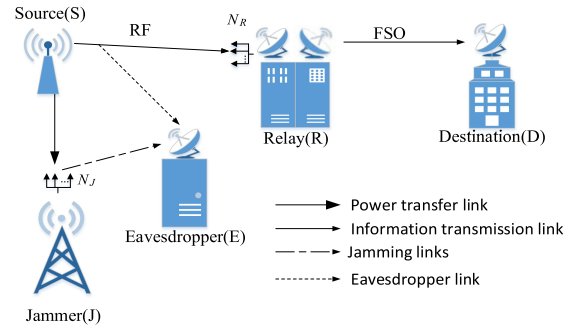 Source(S)
RF
N_R
FSO
Relay(R)
Destination(D)
N_J
Eavesdropper(E)
Jammer(J)
Power transfer link
Information transmission link
Jamming links
Eavesdropper link